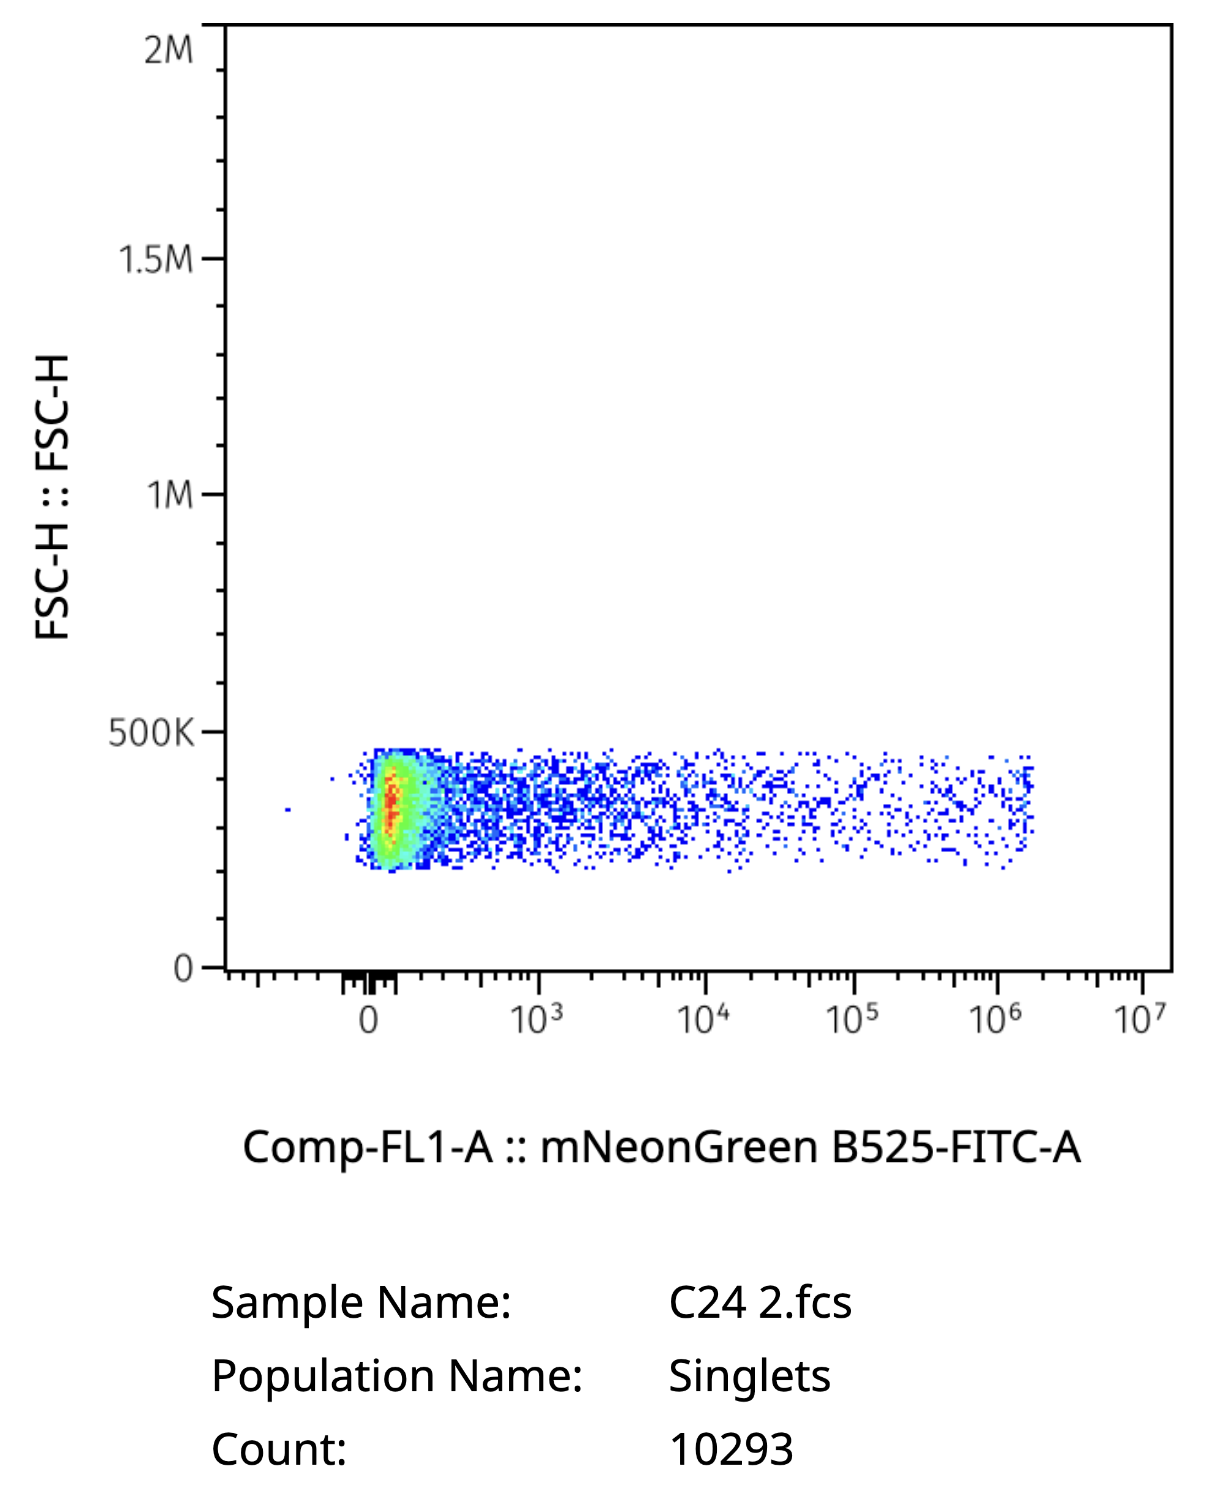 2M
1.5M
1M
500K
0
FSC-H :: FSC-H
0 10³ 10⁴ 10⁵ 10⁶ 10⁷
Comp-FL1-A :: mNeonGreen B525-FITC-A
Sample Name: C24 2.fcs
Population Name: Singlets
Count: 10293